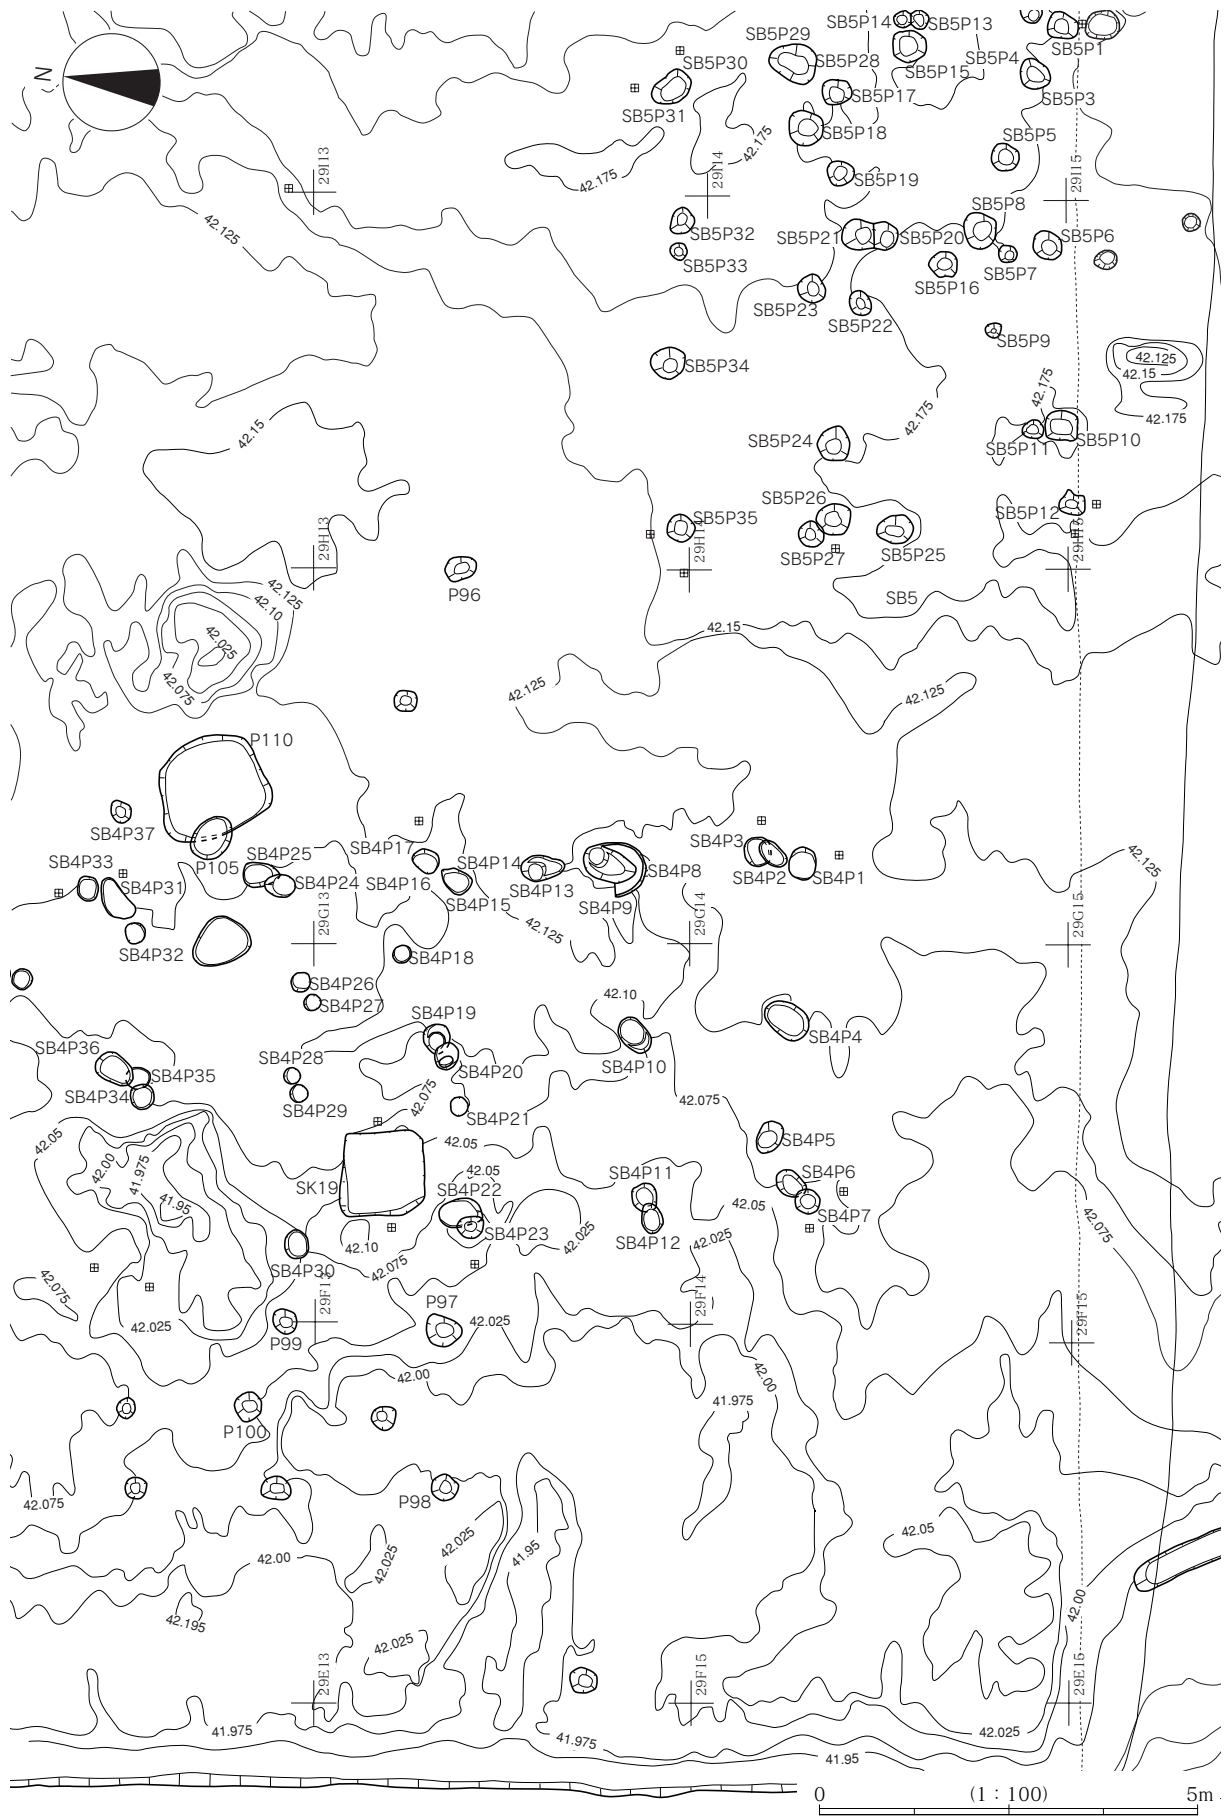 N
SB5P14
SB5P13
SB5P29
SB5P28
SB5P4
SB5P1
SB5P30
SB5P15
SB5P17
SB5P3
SB5P31
SB5P18
SB5P5
42.175
42.175
29I13
29I14
29I15
SB5P19
42.125
SB5P8
SB5P32
SB5P21
SB5P20
SB5P6
SB5P33
SB5P7
SB5P16
SB5P23
SB5P22
SB5P9
SB5P34
42.125
42.15
42.175
42.175
42.175
42.15
SB5P24
SB5P11
SB5P10
SB5P26
SB5P12
SB5P35
SB5P27
SB5P25
29H13
29H14
29H15
P96
SB5
42.125
42.10
42.025
42.075
42.15
42.125
42.125
P110
SB4P37
P105
SB4P17
SB4P3
SB4P33
SB4P25
SB4P14
SB4P8
SB4P31
SB4P24
SB4P16
SB4P13
SB4P2
SB4P1
SB4P15
SB4P9
42.125
42.125
29G13
29G14
29G15
SB4P32
SB4P18
SB4P26
SB4P27
42.10
SB4P19
SB4P4
SB4P36
SB4P28
SB4P35
SB4P20
SB4P10
SB4P34
SB4P29
SB4P21
42.075
42.075
42.05
42.05
SB4P5
42.00
41.975
41.95
SK19
42.05
SB4P22
SB4P11
SB4P6
42.05
SB4P7
SB4P23
SB4P12
42.10
42.025
42.025
42.075
SB4P30
42.075
42.075
29F13
29F14
29F15
42.025
P99
P97
42.025
42.00
42.00
41.975
P100
P98
42.075
42.00
42.025
42.025
41.95
42.05
42.00
42.195
42.025
29E13
29F15
29E15
41.975
41.975
42.025
41.95
0
(1:100)
5m